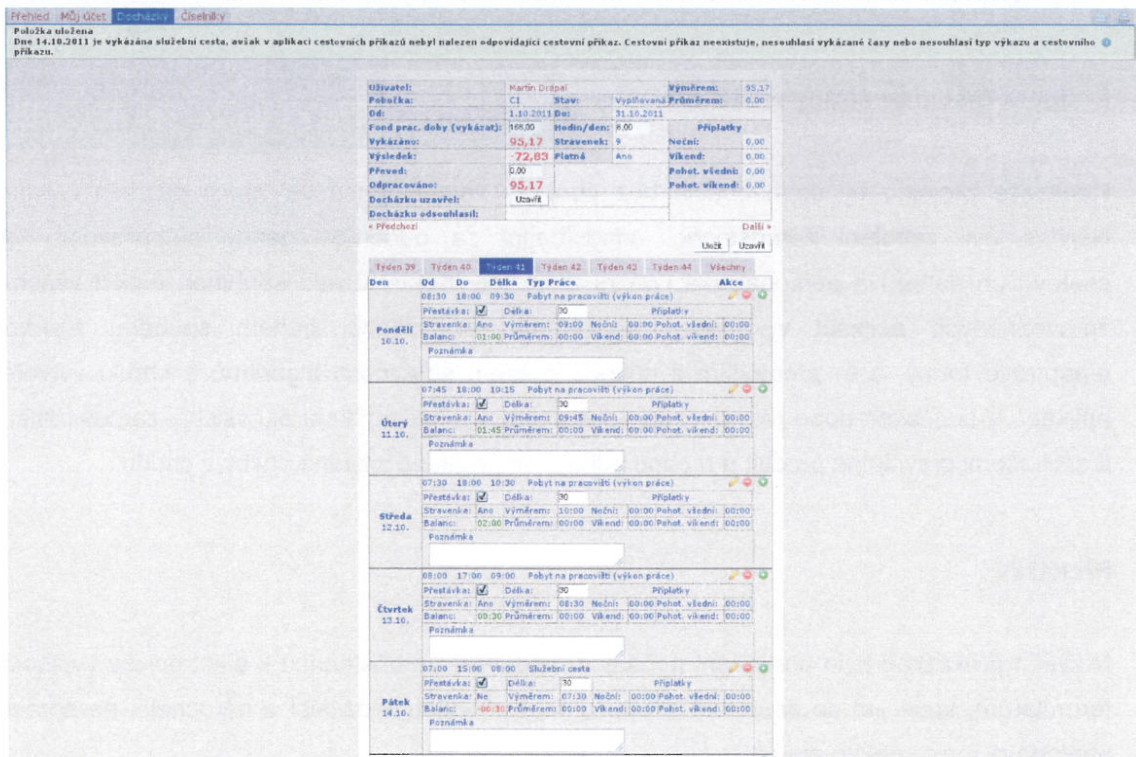 Přehled Můj účet Docházky Číselníky
Položka uložena
Dne 14.10.2011 je vykázána služební cesta, avšak v aplikaci cestovních příkazů nebyl nalezen odpovídající cestovní příkaz. Cestovní příkaz neexistuje, nesouhlasí vykázané časy nebo nesouhlasí typ výkazu a cestovního
příkazu.
Uživatel: Martin Drápal Výměrem: 95,17
Pobočka: CI Stav: Vyplňovaná Průměrem: 0,00
Od: 1.10.2011 Do: 31.10.2011
Fond prac. doby (vykázat): 168,00 Hodin/den: 8,00 Příplatky
Vykázáno: 95,17 Stravenek: 9 Noční: 0,00
Výsledek: -72,83 Platná Ano Víkend: 0,00
Převod: 0,00 Pohot. všední: 0,00
Odpracováno: 95,17 Pohot. víkend: 0,00
Docházku uzavřel: Uzavřít
Docházku odsouhlasil:
« Předchozí Další »
Uložit Uzavřít
Týden 39 Týden 40 Týden 41 Týden 42 Týden 43 Týden 44 Všechny
Den Od Do Délka Typ Práce Akce
08:30 18:00 09:30 Pobyt na pracovišti (výkon práce)
Přestávka: Délka: 30 Příplatky
Pondělí
10.10.
Stravenka: Ano Výměrem: 09:00 Noční: 00:00 Pohot. všední: 00:00
Balanc: 01:00 Průměrem: 00:00 Víkend: 00:00 Pohot. víkend: 00:00
Poznámka
07:45 18:00 10:15 Pobyt na pracovišti (výkon práce)
Přestávka: Délka: 30 Příplatky
Úterý
11.10.
Stravenka: Ano Výměrem: 09:45 Noční: 00:00 Pohot. všední: 00:00
Balanc: 01:45 Průměrem: 00:00 Víkend: 00:00 Pohot. víkend: 00:00
Poznámka
07:30 18:00 10:30 Pobyt na pracovišti (výkon práce)
Přestávka: Délka: 30 Příplatky
Středa
12.10.
Stravenka: Ano Výměrem: 10:00 Noční: 00:00 Pohot. všední: 00:00
Balanc: 02:00 Průměrem: 00:00 Víkend: 00:00 Pohot. víkend: 00:00
Poznámka
08:00 17:00 09:00 Pobyt na pracovišti (výkon práce)
Přestávka: Délka: 30 Příplatky
Čtvrtek
13.10.
Stravenka: Ano Výměrem: 08:30 Noční: 00:00 Pohot. všední: 00:00
Balanc: 00:30 Průměrem: 00:00 Víkend: 00:00 Pohot. víkend: 00:00
Poznámka
07:00 15:00 08:00 Služební cesta
Přestávka: Délka: 30 Příplatky
Pátek
14.10.
Stravenka: Ne Výměrem: 07:30 Noční: 00:00 Pohot. všední: 00:00
Balanc: -00:30 Průměrem: 00:00 Víkend: 00:00 Pohot. víkend: 00:00
Poznámka